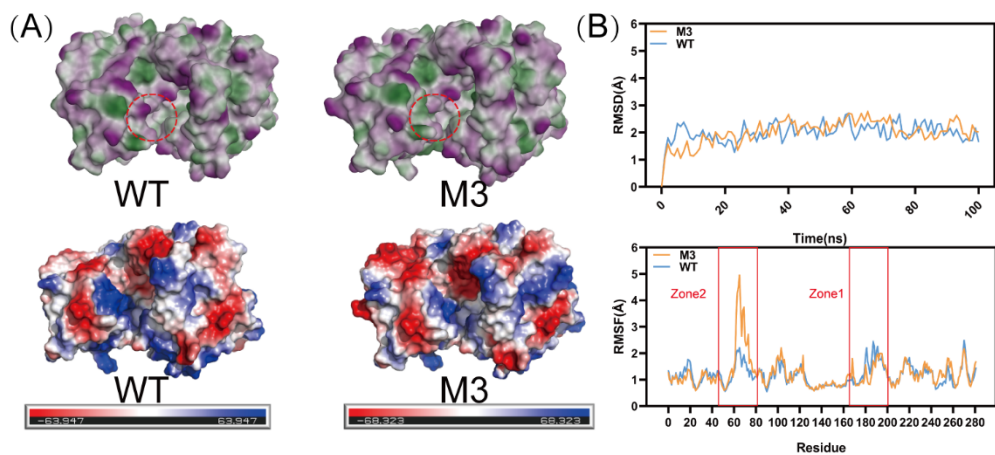 (A)
WT
M3
WT
M3
-63.947 63.947
-68.323 68.323
(B)
M3
WT
RMSD(Å)
6
5
4
3
2
1
0
0 20 40 60 80 100
Time(ns)
M3
WT
Zone2
Zone1
RMSF(Å)
6
5
4
3
2
1
0
0 20 40 60 80 100 120 140 160 180 200 220 240 260 280
Residue